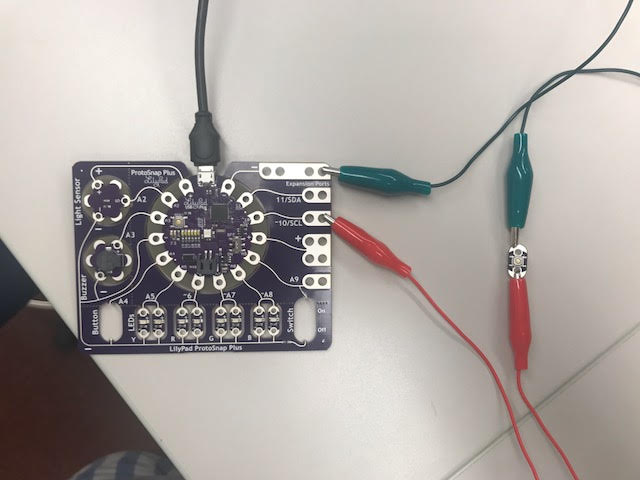 ProtoSnap Plus
Expansion Ports
Light Sensor
A2
11/SDA
~10/SCL
A3
Buzzer
A9
A4
Button
LEDs
A5
~6
~A7
A8
Switch
On
Off
Y
R
G
B
LilyPad ProtoSnap Plus